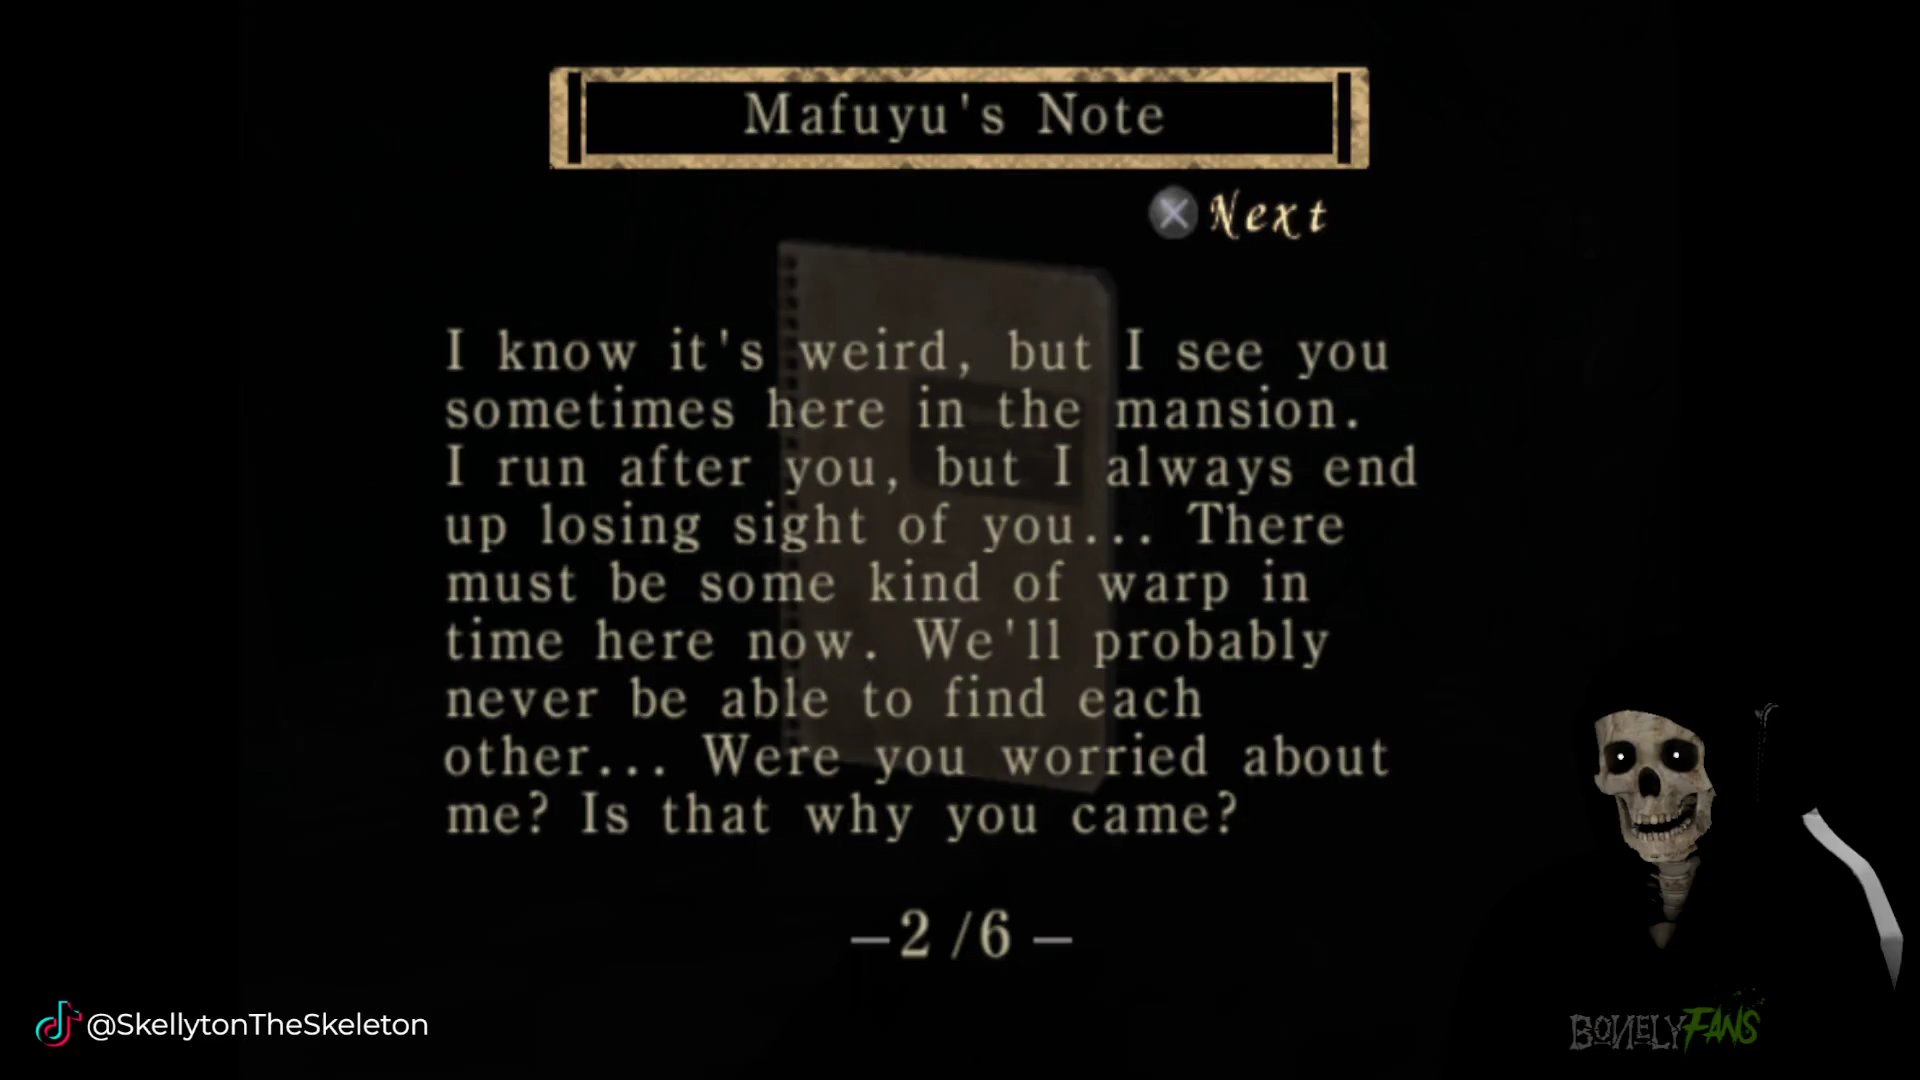 Mafuyu's Note
Next
I know it's weird, but I see you
sometimes here in the mansion.
I run after you, but I always end
up losing sight of you... There
must be some kind of warp in
time here now. We'll probably
never be able to find each
other... Were you worried about
me? Is that why you came?
–2/6–
@SkellytonTheSkeleton
BONELYFANS